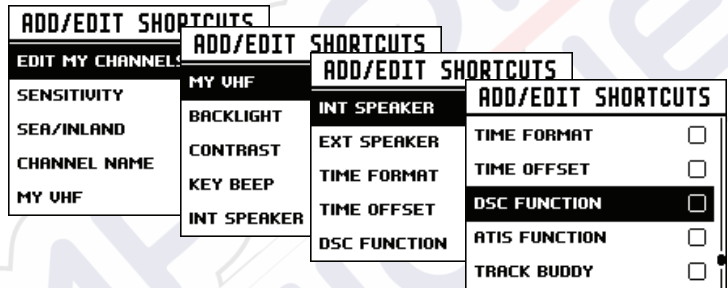 ADD/EDIT SHORTCUTS
EDIT MY CHANNELS
SENSITIVITY
SEA/INLAND
CHANNEL NAME
MY VHF
ADD/EDIT SHORTCUTS
MY VHF
BACKLIGHT
CONTRAST
KEY BEEP
INT SPEAKER
ADD/EDIT SHORTCUTS
INT SPEAKER
EXT SPEAKER
TIME FORMAT
TIME OFFSET
DSC FUNCTION
ADD/EDIT SHORTCUTS
TIME FORMAT
TIME OFFSET
DSC FUNCTION
ATIS FUNCTION
TRACK BUDDY